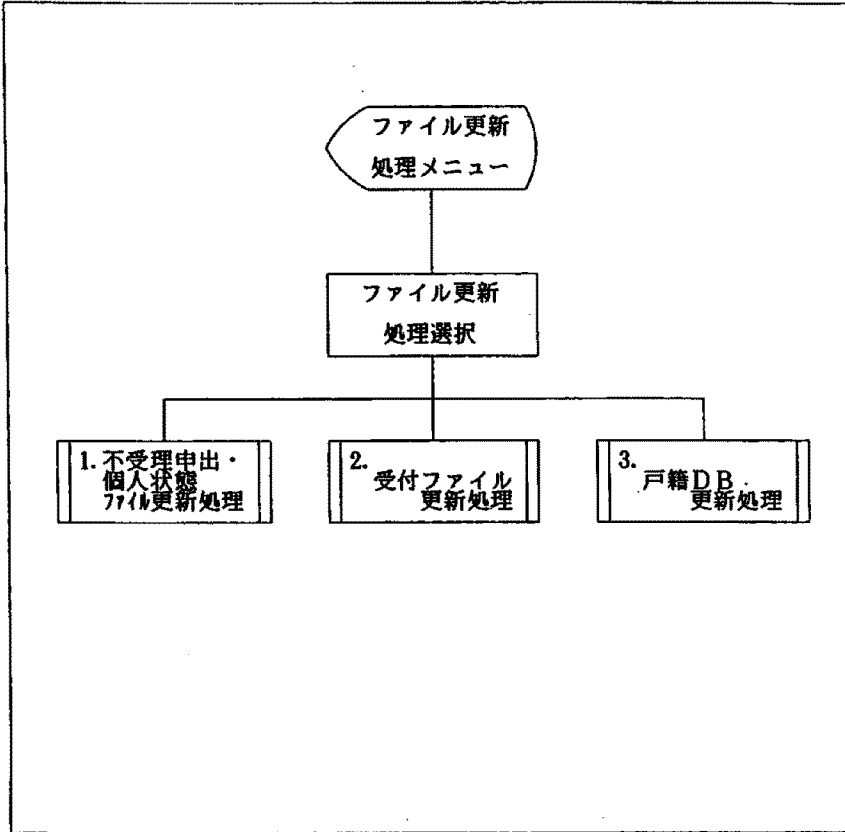 ファイル更新
処理メニュー
ファイル更新
処理選択
1. 不受理申出・
個人状態
ﾌｧｲﾙ更新処理
2.
受付ファイル
更新処理
3.
戸籍DB
更新処理